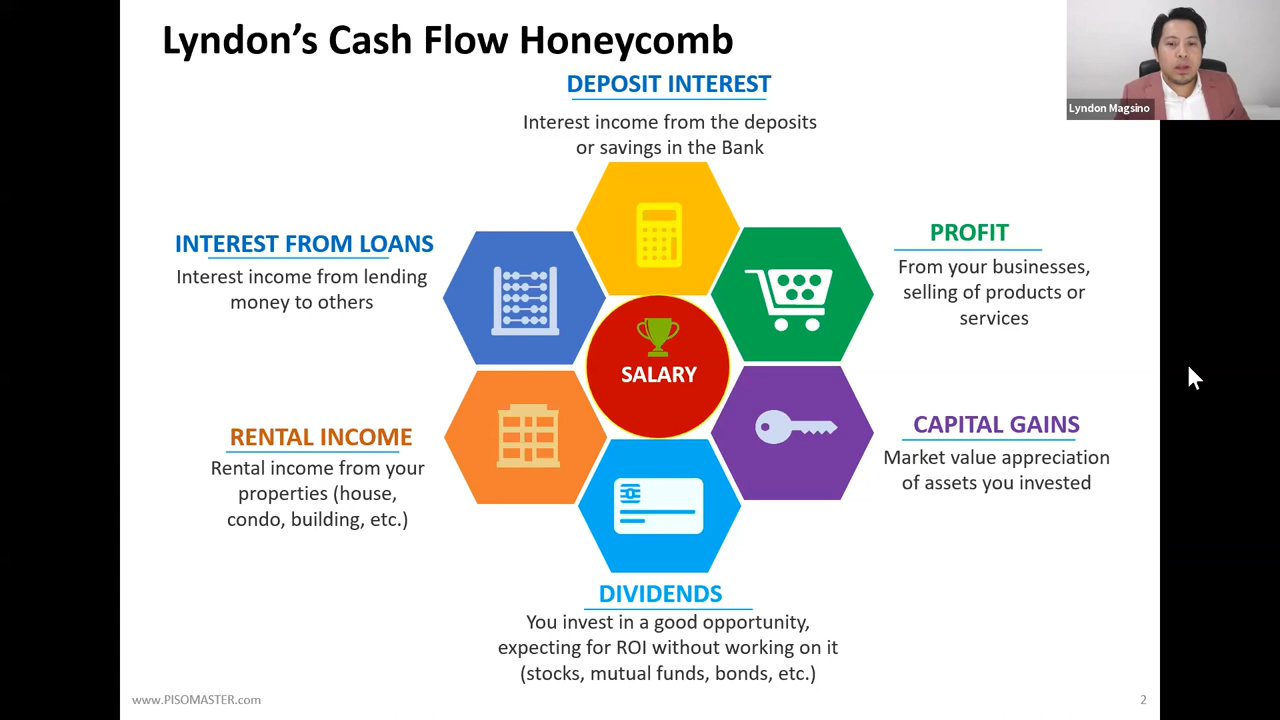 Lyndon's Cash Flow Honeycomb
Lyndon Magsino
DEPOSIT INTEREST
Interest income from the deposits
or savings in the Bank
INTEREST FROM LOANS
Interest income from lending
money to others
PROFIT
From your businesses,
selling of products or
services
SALARY
RENTAL INCOME
Rental income from your
properties (house,
condo, building, etc.)
CAPITAL GAINS
Market value appreciation
of assets you invested
DIVIDENDS
You invest in a good opportunity,
expecting for ROI without working on it
(stocks, mutual funds, bonds, etc.)
www.PISOMASTER.com
2